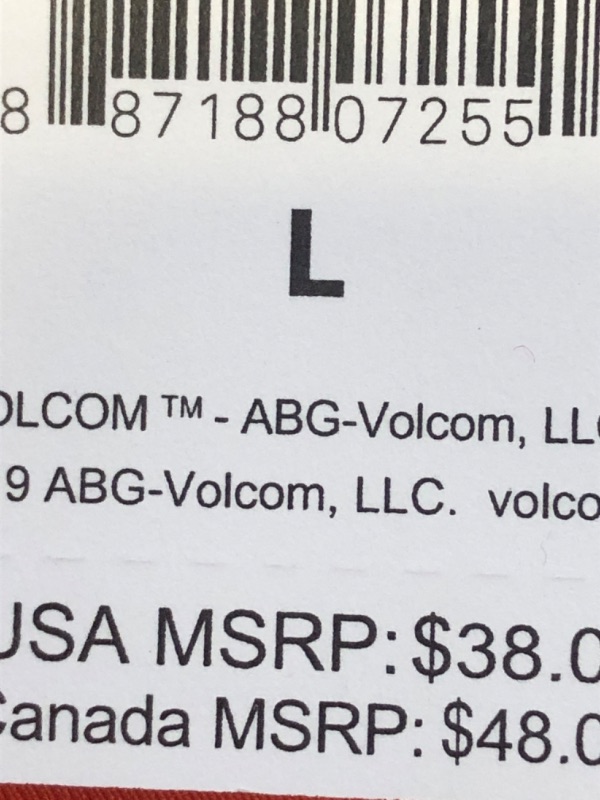 8 87188 07255
L
OLCOM ™ - ABG-Volcom, LL
9 ABG-Volcom, LLC. volco
USA MSRP: $38.0
Canada MSRP: $48.0